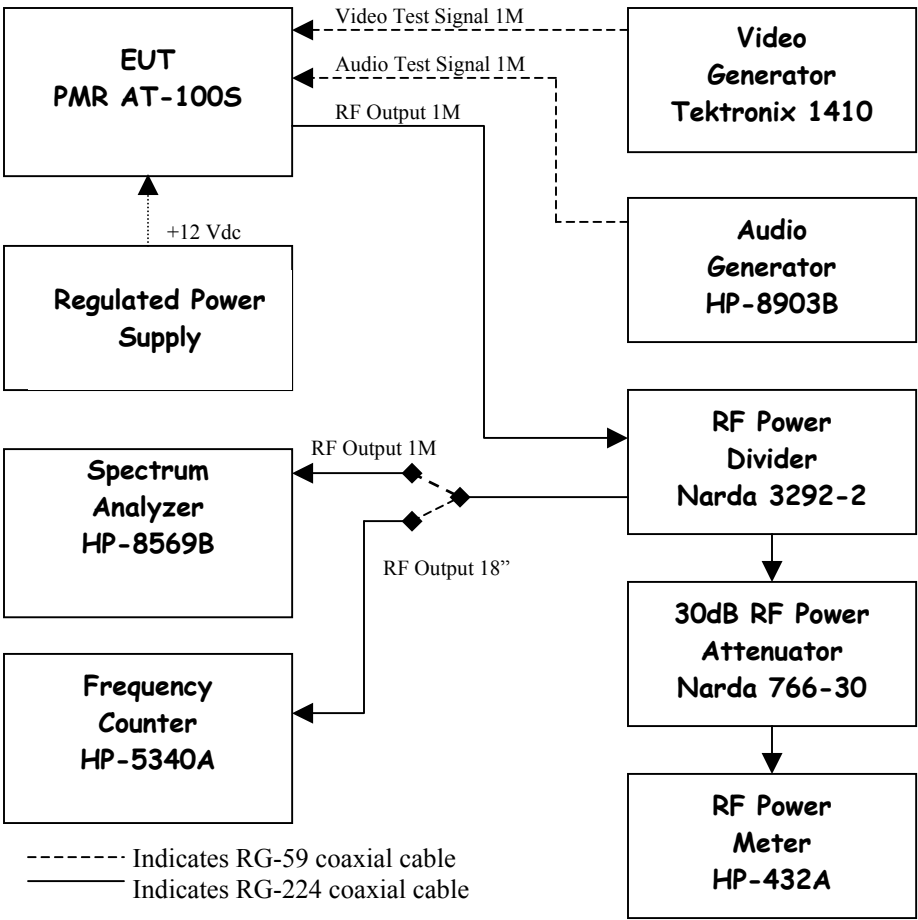 EUT
PMR AT-100S
Video Test Signal 1M
Audio Test Signal 1M
RF Output 1M
Video
Generator
Tektronix 1410
+12 Vdc
Regulated Power
Supply
Audio
Generator
HP-8903B
RF Power
Divider
Narda 3292-2
RF Output 1M
Spectrum
Analyzer
HP-8569B
RF Output 18”
30dB RF Power
Attenuator
Narda 766-30
Frequency
Counter
HP-5340A
RF Power
Meter
HP-432A
Indicates RG-59 coaxial cable
Indicates RG-224 coaxial cable